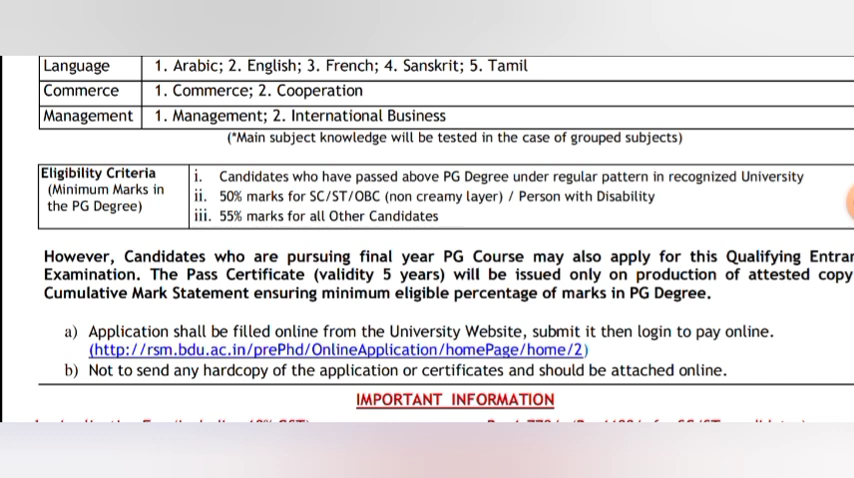 Language 1. Arabic; 2. English; 3. French; 4. Sanskrit; 5. Tamil
Commerce 1. Commerce; 2. Cooperation
Management 1. Management; 2. International Business
(*Main subject knowledge will be tested in the case of grouped subjects)
Eligibility Criteria
(Minimum Marks in
the PG Degree)
i. Candidates who have passed above PG Degree under regular pattern in recognized University
ii. 50% marks for SC/ST/OBC (non creamy layer) / Person with Disability
iii. 55% marks for all Other Candidates
However, Candidates who are pursuing final year PG Course may also apply for this Qualifying
Examination. The Pass Certificate (validity 5 years) will be issued only on production of attested copy
Cumulative Mark Statement ensuring minimum eligible percentage of marks in PG Degree.
a) Application shall be filled online from the University Website, submit it then login to pay online.
(http://rsm.bdu.ac.in/prePhd/OnlineApplication/homePage/home/2)
b) Not to send any hardcopy of the application or certificates and should be attached online.
IMPORTANT INFORMATION